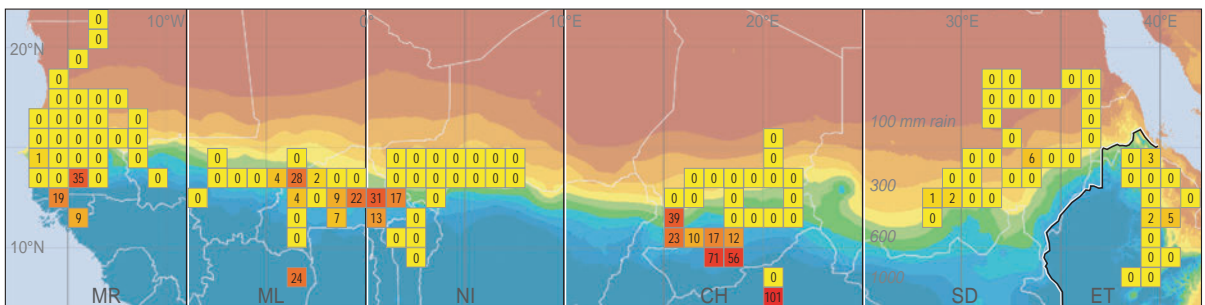 0 10°W 0° 10°E 20°E 30°E 40°E
0
20°N 0
0 0 0 0 0
0 0 0 0 0 0 0 0 0
0 0 0 0 0 100 mm rain 0 0
0 0 0 0 0 0 0 0 0
1 0 0 0 0 0 0 0 0 0 0 0 0 0 0 0 0 6 0 0 0 3
0 0 35 0 0 0 0 0 4 28 2 0 0 0 0 0 0 0 0 0 0 0 0 0 0 0 300 0 0 0 0 0 0
19 0 4 0 9 22 31 17 0 0 0 0 0 0 0 0 1 2 0 0 0 0 0
9 0 7 13 0 39 0 0 0 0 0 2 5
10°N 0 0 0 23 10 17 12 600 0
0 71 56 0 0
24 0 1000 0 0
MR ML NI CH 101 SD ET